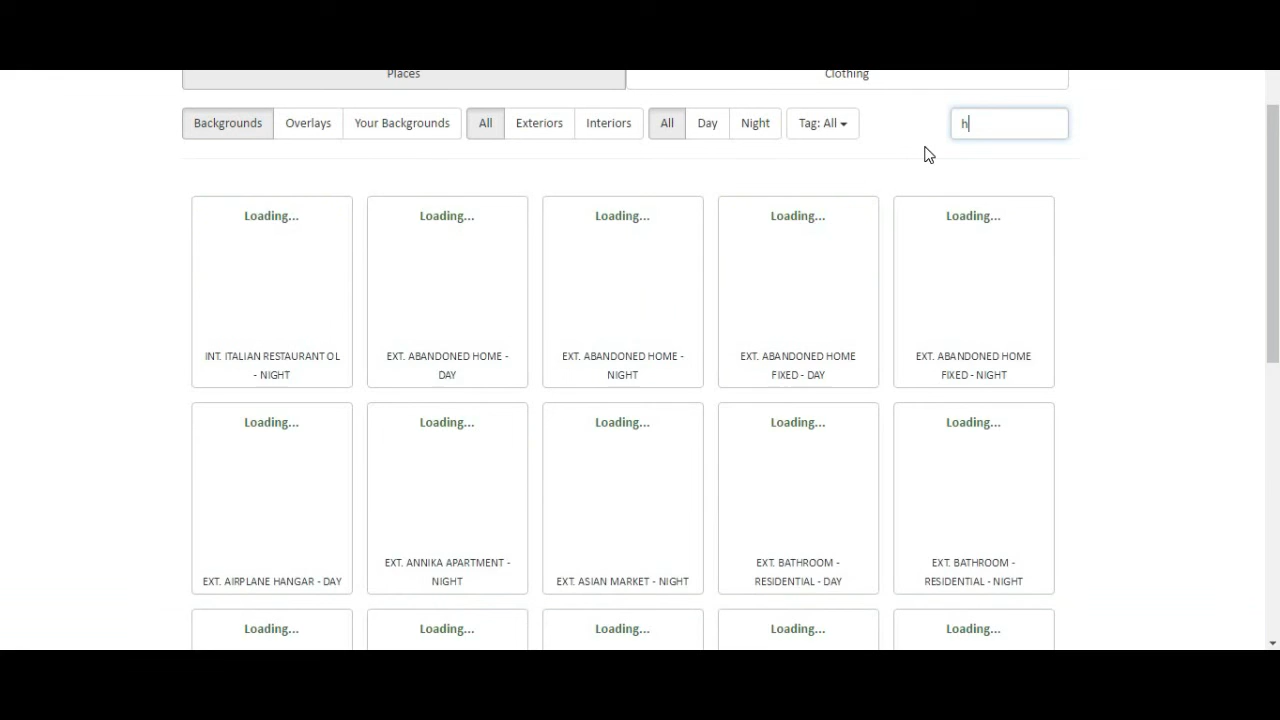 Places Clothing
Backgrounds Overlays Your Backgrounds All Exteriors Interiors All Day Night Tag: All h
Loading... Loading... Loading... Loading... Loading...
INT. ITALIAN RESTAURANT OL EXT. ABANDONED HOME - EXT. ABANDONED HOME - EXT. ABANDONED HOME EXT. ABANDONED HOME
- NIGHT DAY NIGHT FIXED - DAY FIXED - NIGHT
Loading... Loading... Loading... Loading... Loading...
EXT. ANNIKA APARTMENT - EXT. BATHROOM - EXT. BATHROOM -
EXT. AIRPLANE HANGAR - DAY NIGHT EXT. ASIAN MARKET - NIGHT RESIDENTIAL - DAY RESIDENTIAL - NIGHT
Loading... Loading... Loading... Loading... Loading...